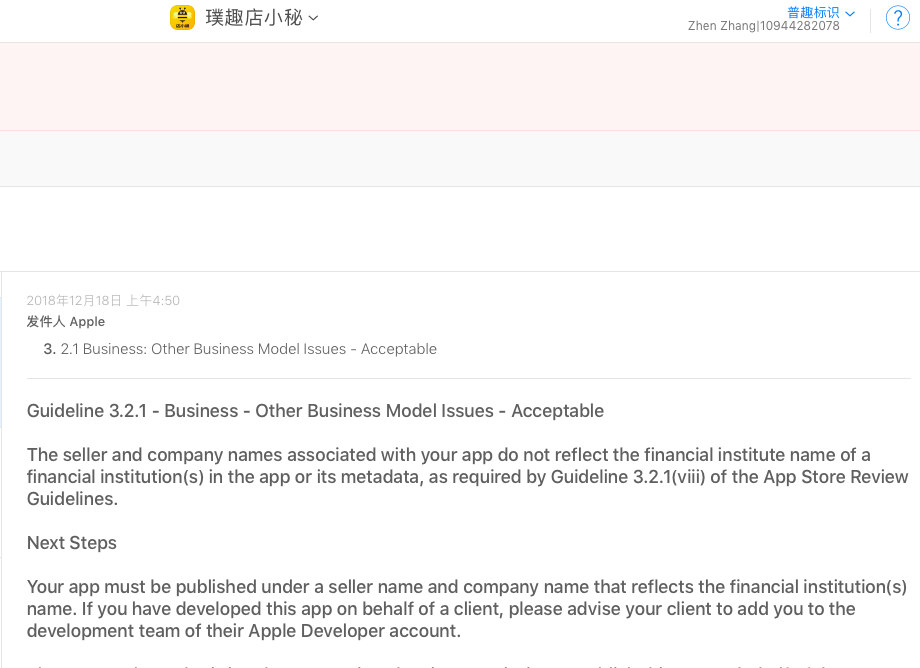 璞趣店小秘
普趣标识
Zhen Zhang|10944282078
?
2018年12月18日 上午4:50
发件人 Apple
3. 2.1 Business: Other Business Model Issues - Acceptable
Guideline 3.2.1 - Business - Other Business Model Issues - Acceptable
The seller and company names associated with your app do not reflect the financial institute name of a
financial institution(s) in the app or its metadata, as required by Guideline 3.2.1(viii) of the App Store Review
Guidelines.
Next Steps
Your app must be published under a seller name and company name that reflects the financial institution(s)
name. If you have developed this app on behalf of a client, please advise your client to add you to the
development team of their Apple Developer account.